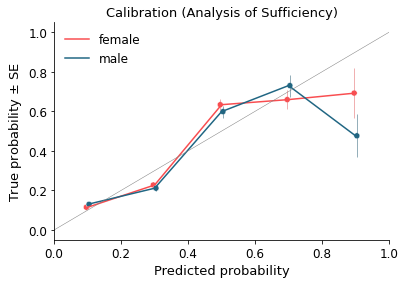 Calibration (Analysis of Sufficiency)
female
male
True probability ± SE
1.0
0.8
0.6
0.4
0.2
0.0
0.0 0.2 0.4 0.6 0.8 1.0
Predicted probability